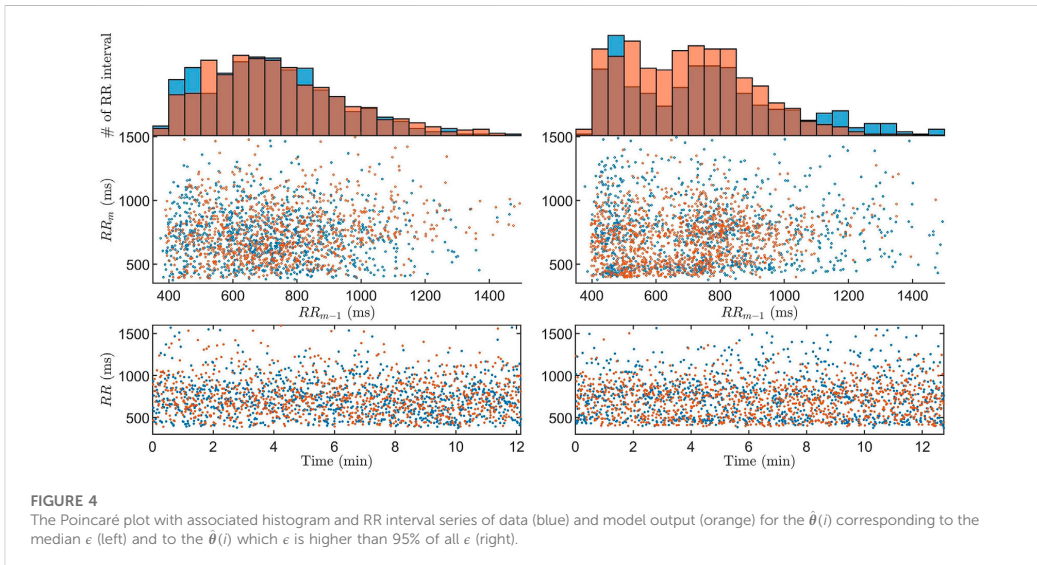 # of RR interval
1500
1000
500
RR_m (ms)
400 600 800 1000 1200 1400
RR_{m−1} (ms)
400 600 800 1000 1200 1400
RR_{m−1} (ms)
1500
1000
500
RR (ms)
0 2 4 6 8 10 12
Time (min)
1500
1000
500
0 2 4 6 8 10 12
Time (min)
FIGURE 4
The Poincaré plot with associated histogram and RR interval series of data (blue) and model output (orange) for the θ̂(i) corresponding to the
median ϵ (left) and to the θ̂(i) which ϵ is higher than 95% of all ϵ (right).